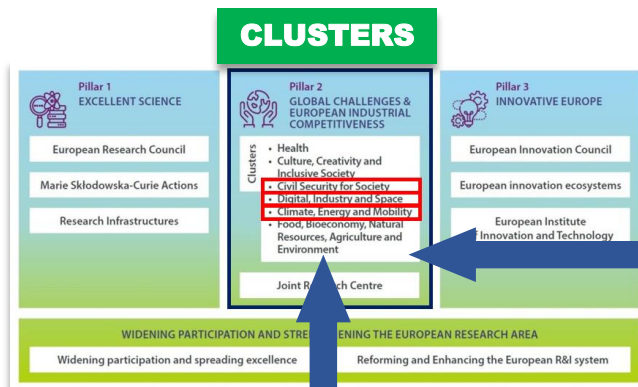 CLUSTERS
Pillar 1
EXCELLENT SCIENCE
European Research Council
Marie Skłodowska-Curie Actions
Research Infrastructures
Pillar 2
GLOBAL CHALLENGES &
EUROPEAN INDUSTRIAL
COMPETITIVENESS
Clusters
• Health
• Culture, Creativity and
Inclusive Society
• Civil Security for Society
• Digital, Industry and Space
• Climate, Energy and Mobility
• Food, Bioeconomy, Natural
Resources, Agriculture and
Environment
Joint Centre
Pillar 3
INNOVATIVE EUROPE
European Innovation Council
European innovation ecosystems
European Institute
Innovation and Technology
WIDENING PARTICIPATION AND THE EUROPEAN RESEARCH AREA
Widening participation and spreading excellence
Reforming and Enhancing the European R&I system